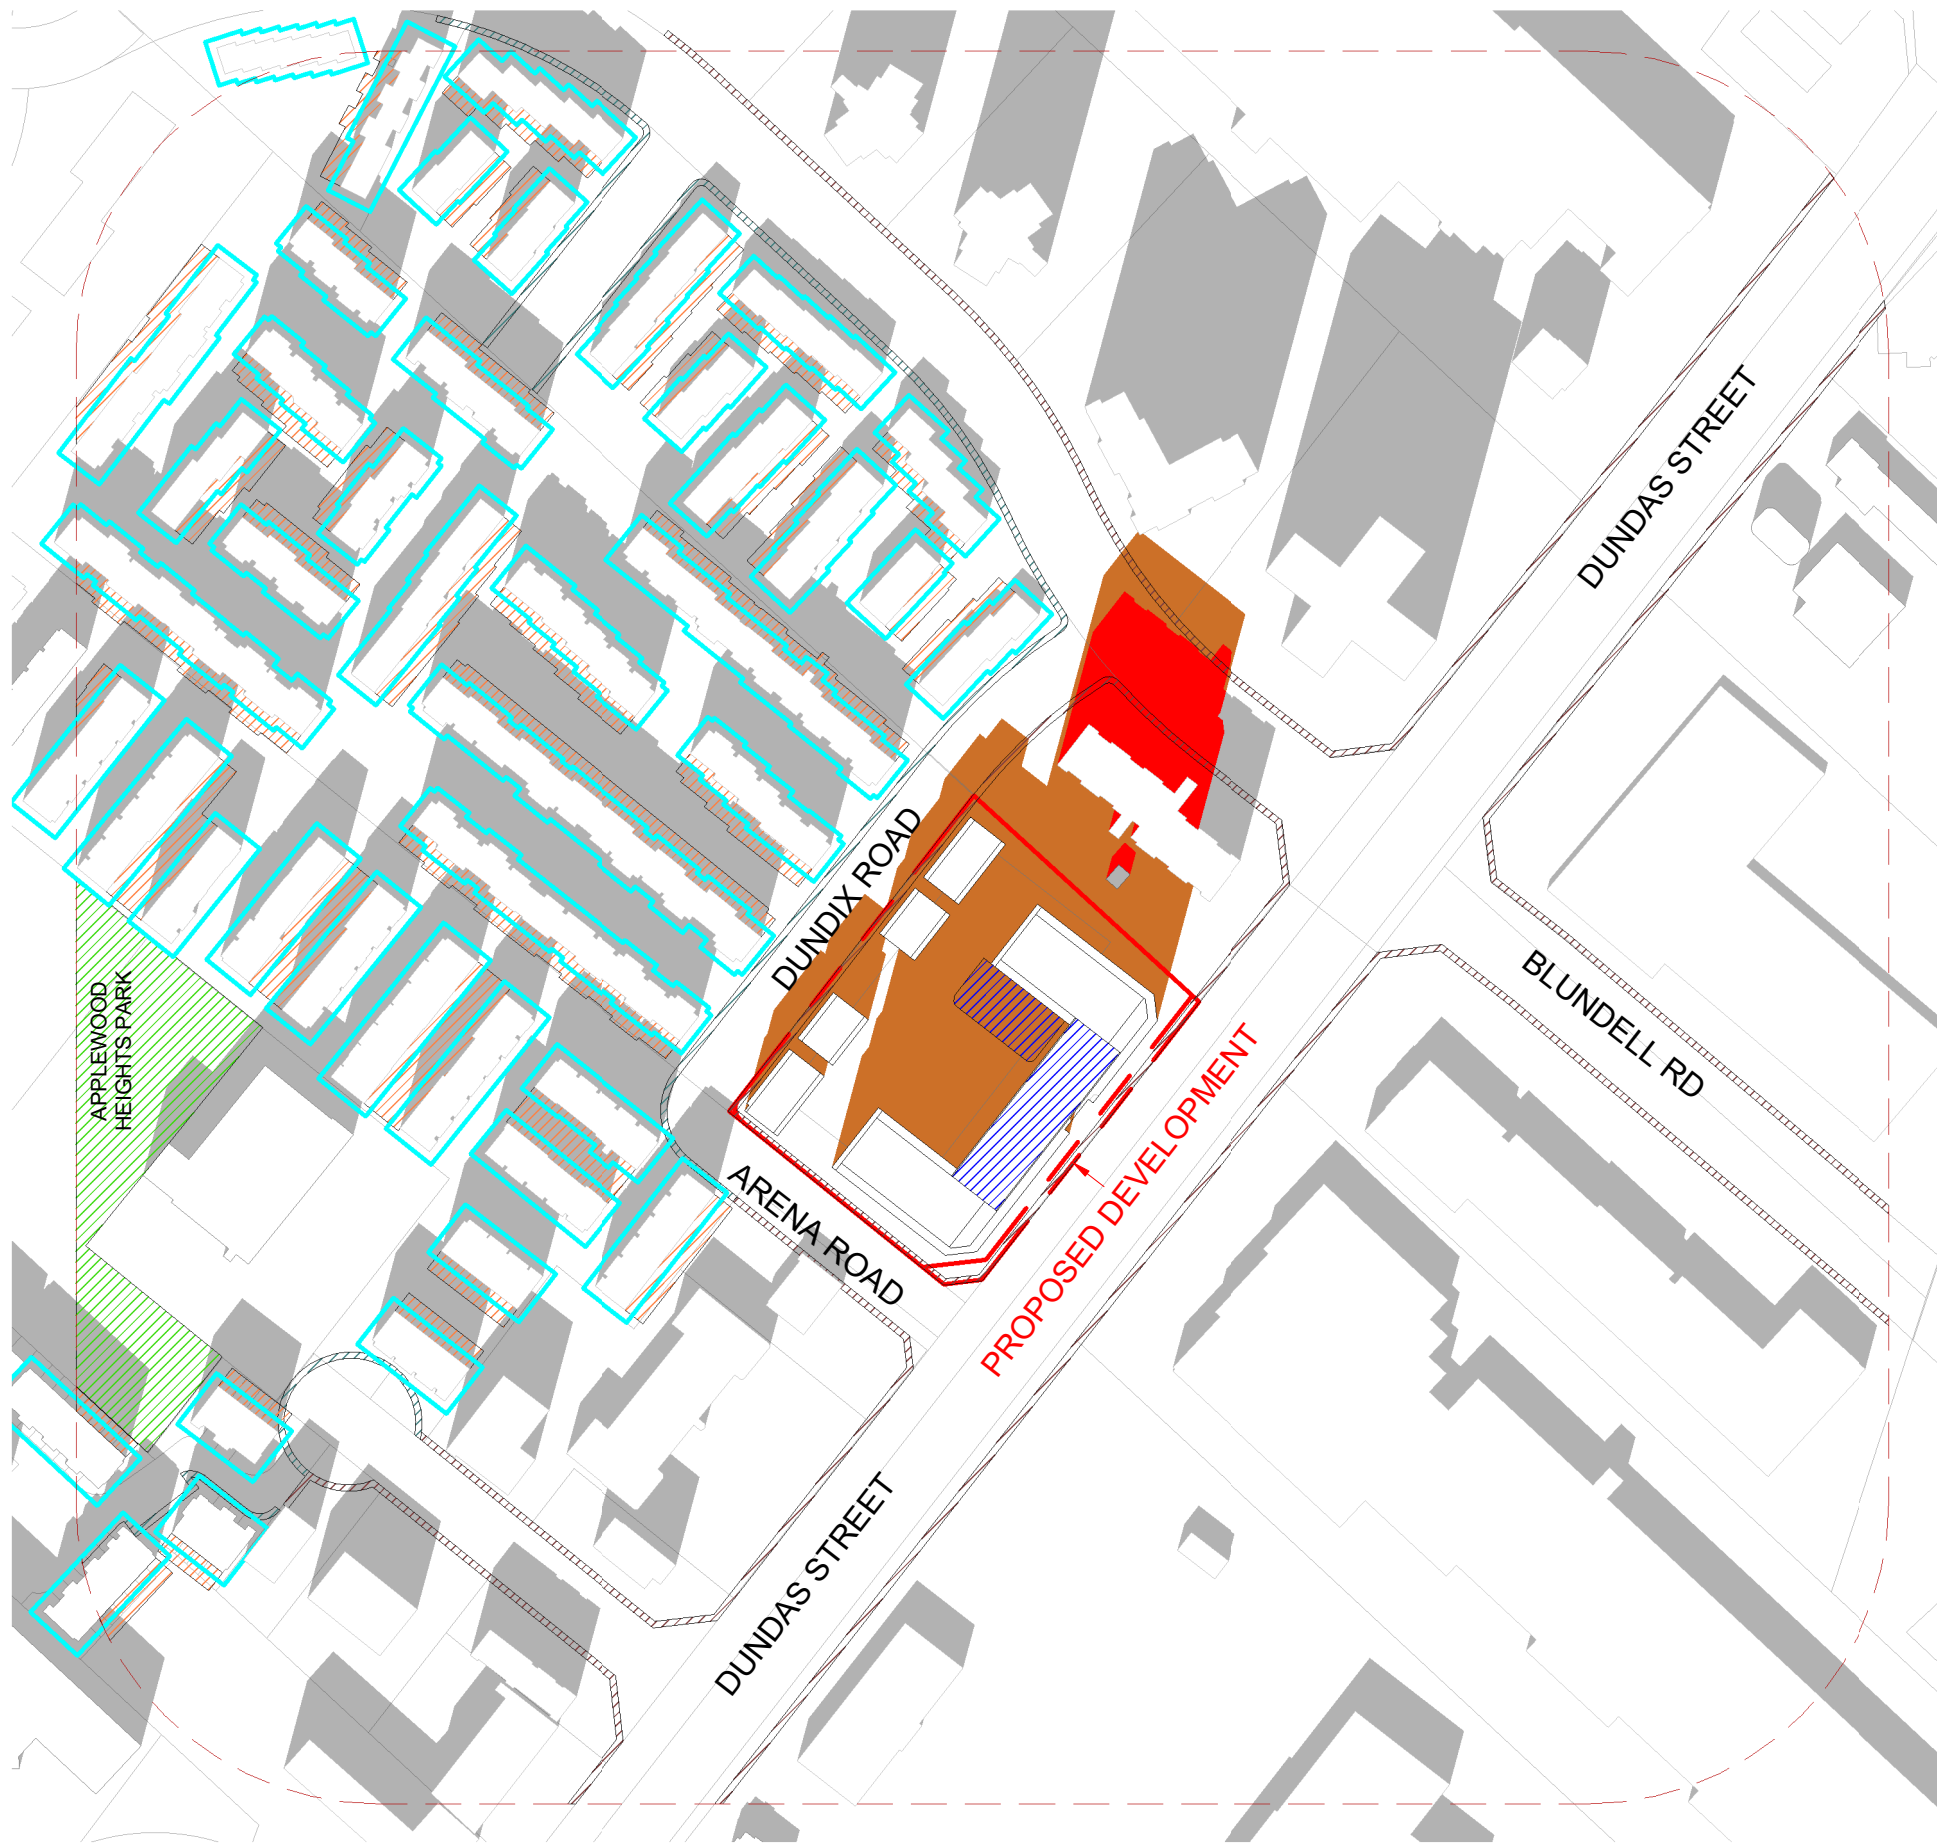 DUNDAS STREET
DUNDIX ROAD
APPLEWOOD
HEIGHTS PARK
BLUNDELL RD
ARENA ROAD
PROPOSED DEVELOPMENT
DUNDAS STREET